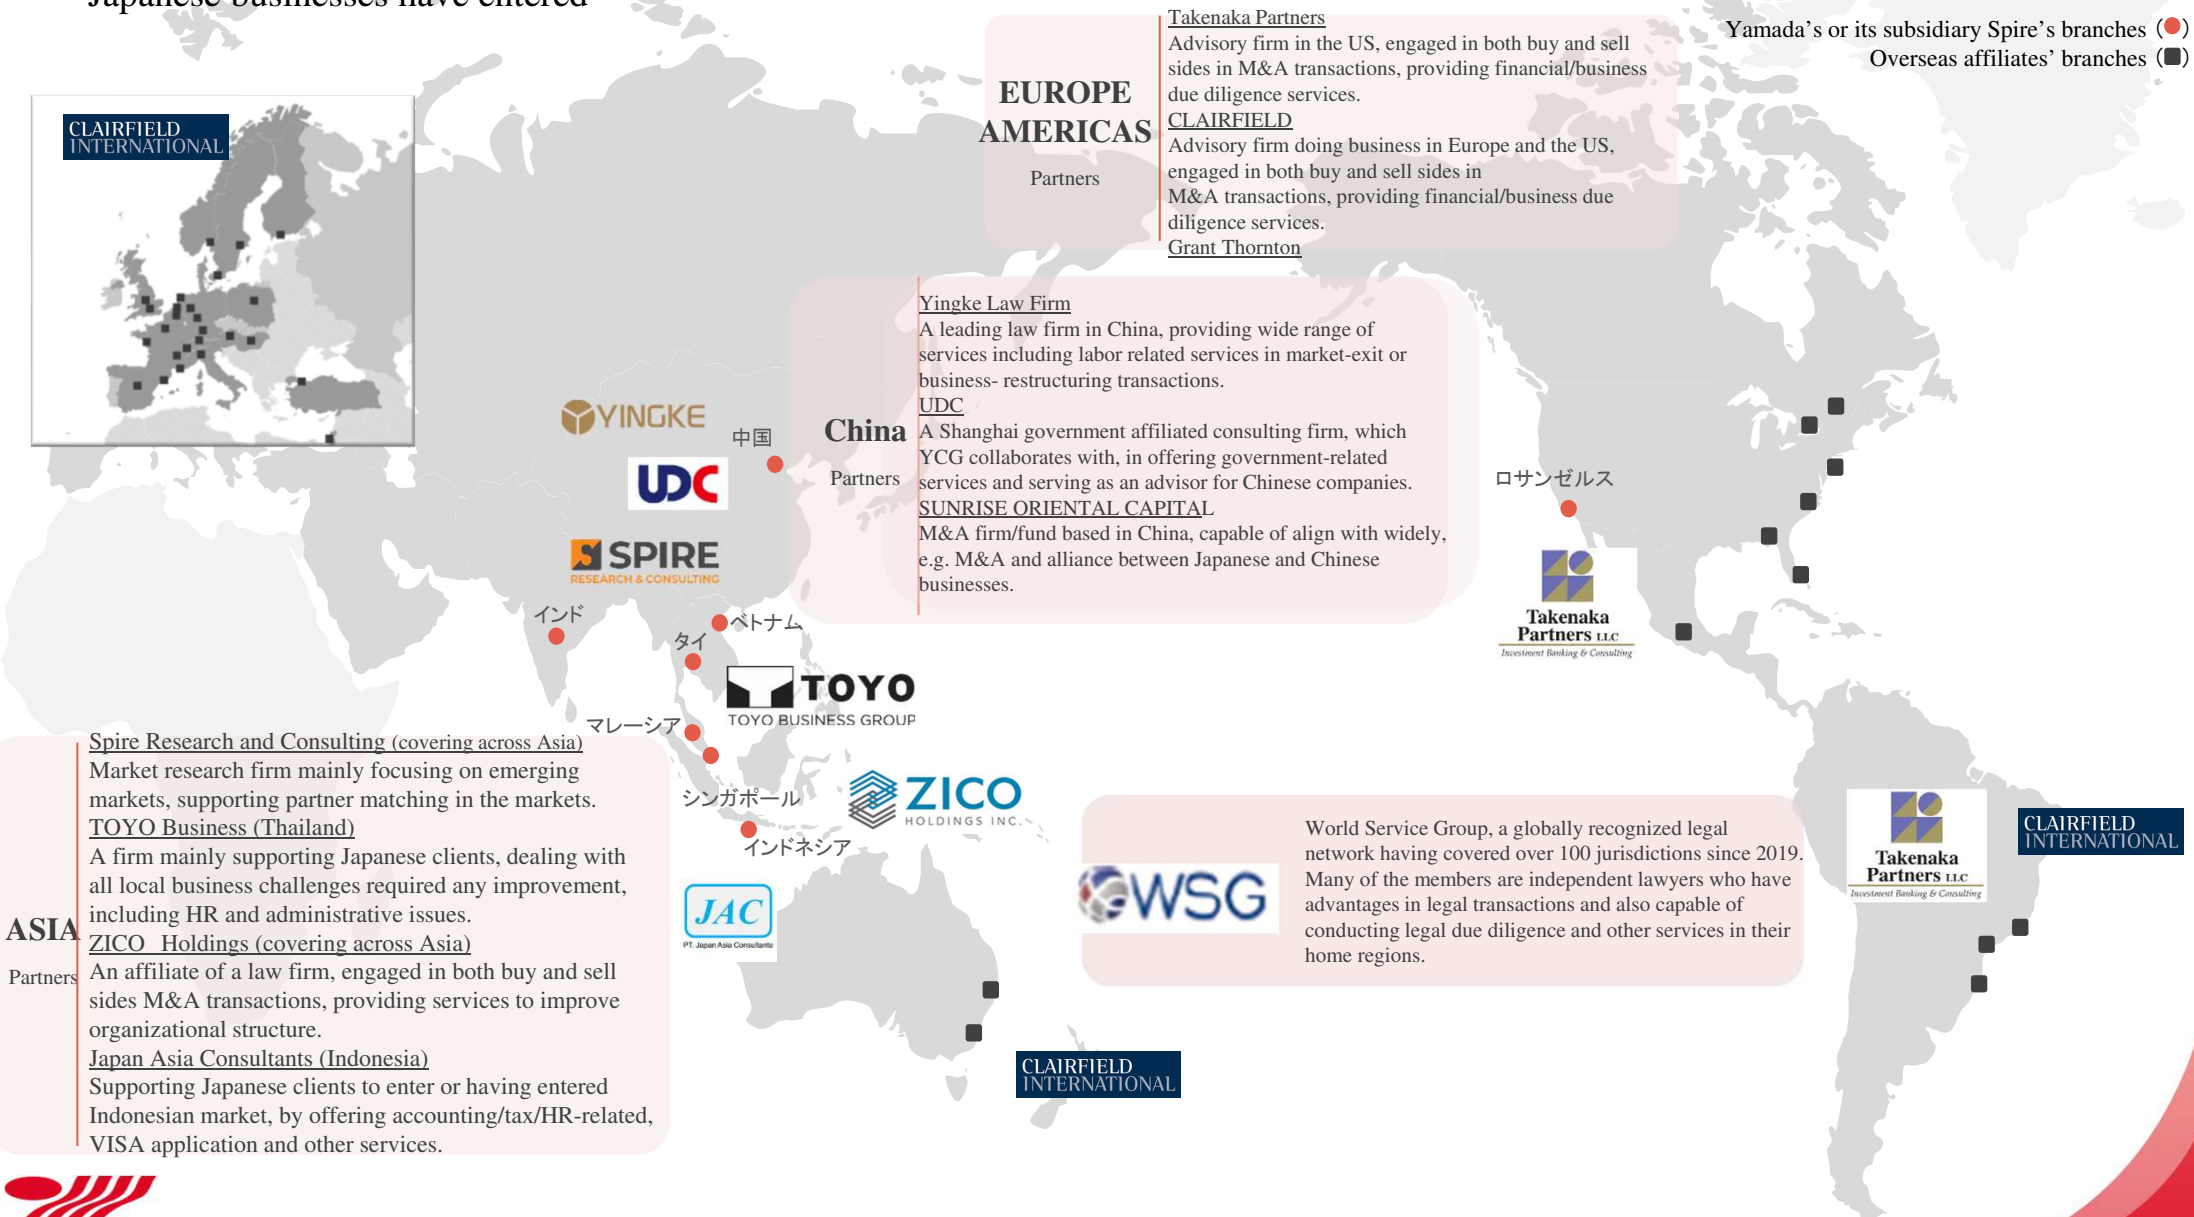 Japanese businesses have entered
Yamada's or its subsidiary Spire's branches (●)
Overseas affiliates' branches (■)
CLAIRFIELD
INTERNATIONAL
EUROPE
AMERICAS
Partners
Takenaka Partners
Advisory firm in the US, engaged in both buy and sell
sides in M&A transactions, providing financial/business
due diligence services.
CLAIRFIELD
Advisory firm doing business in Europe and the US,
engaged in both buy and sell sides in
M&A transactions, providing financial/business due
diligence services.
Grant Thornton
China
Partners
Yingke Law Firm
A leading law firm in China, providing wide range of
services including labor related services in market-exit or
business- restructuring transactions.
UDC
A Shanghai government affiliated consulting firm, which
YCG collaborates with, in offering government-related
services and serving as an advisor for Chinese companies.
SUNRISE ORIENTAL CAPITAL
M&A firm/fund based in China, capable of align with widely,
e.g. M&A and alliance between Japanese and Chinese
businesses.
YINGKE
中国
UDC
SPIRE
RESEARCH & CONSULTING
インド
ベトナム
タイ
TOYO
TOYO BUSINESS GROUP
マレーシア
シンガポール
ZICO
HOLDINGS INC.
インドネシア
JAC
PT. Japan Asia Consultants
ロサンゼルス
Takenaka
Partners LLC
Investment Banking & Consulting
ASIA
Partners
Spire Research and Consulting (covering across Asia)
Market research firm mainly focusing on emerging
markets, supporting partner matching in the markets.
TOYO Business (Thailand)
A firm mainly supporting Japanese clients, dealing with
all local business challenges required any improvement,
including HR and administrative issues.
ZICO Holdings (covering across Asia)
An affiliate of a law firm, engaged in both buy and sell
sides M&A transactions, providing services to improve
organizational structure.
Japan Asia Consultants (Indonesia)
Supporting Japanese clients to enter or having entered
Indonesian market, by offering accounting/tax/HR-related,
VISA application and other services.
WSG
World Service Group, a globally recognized legal
network having covered over 100 jurisdictions since 2019.
Many of the members are independent lawyers who have
advantages in legal transactions and also capable of
conducting legal due diligence and other services in their
home regions.
Takenaka
Partners LLC
Investment Banking & Consulting
CLAIRFIELD
INTERNATIONAL
CLAIRFIELD
INTERNATIONAL